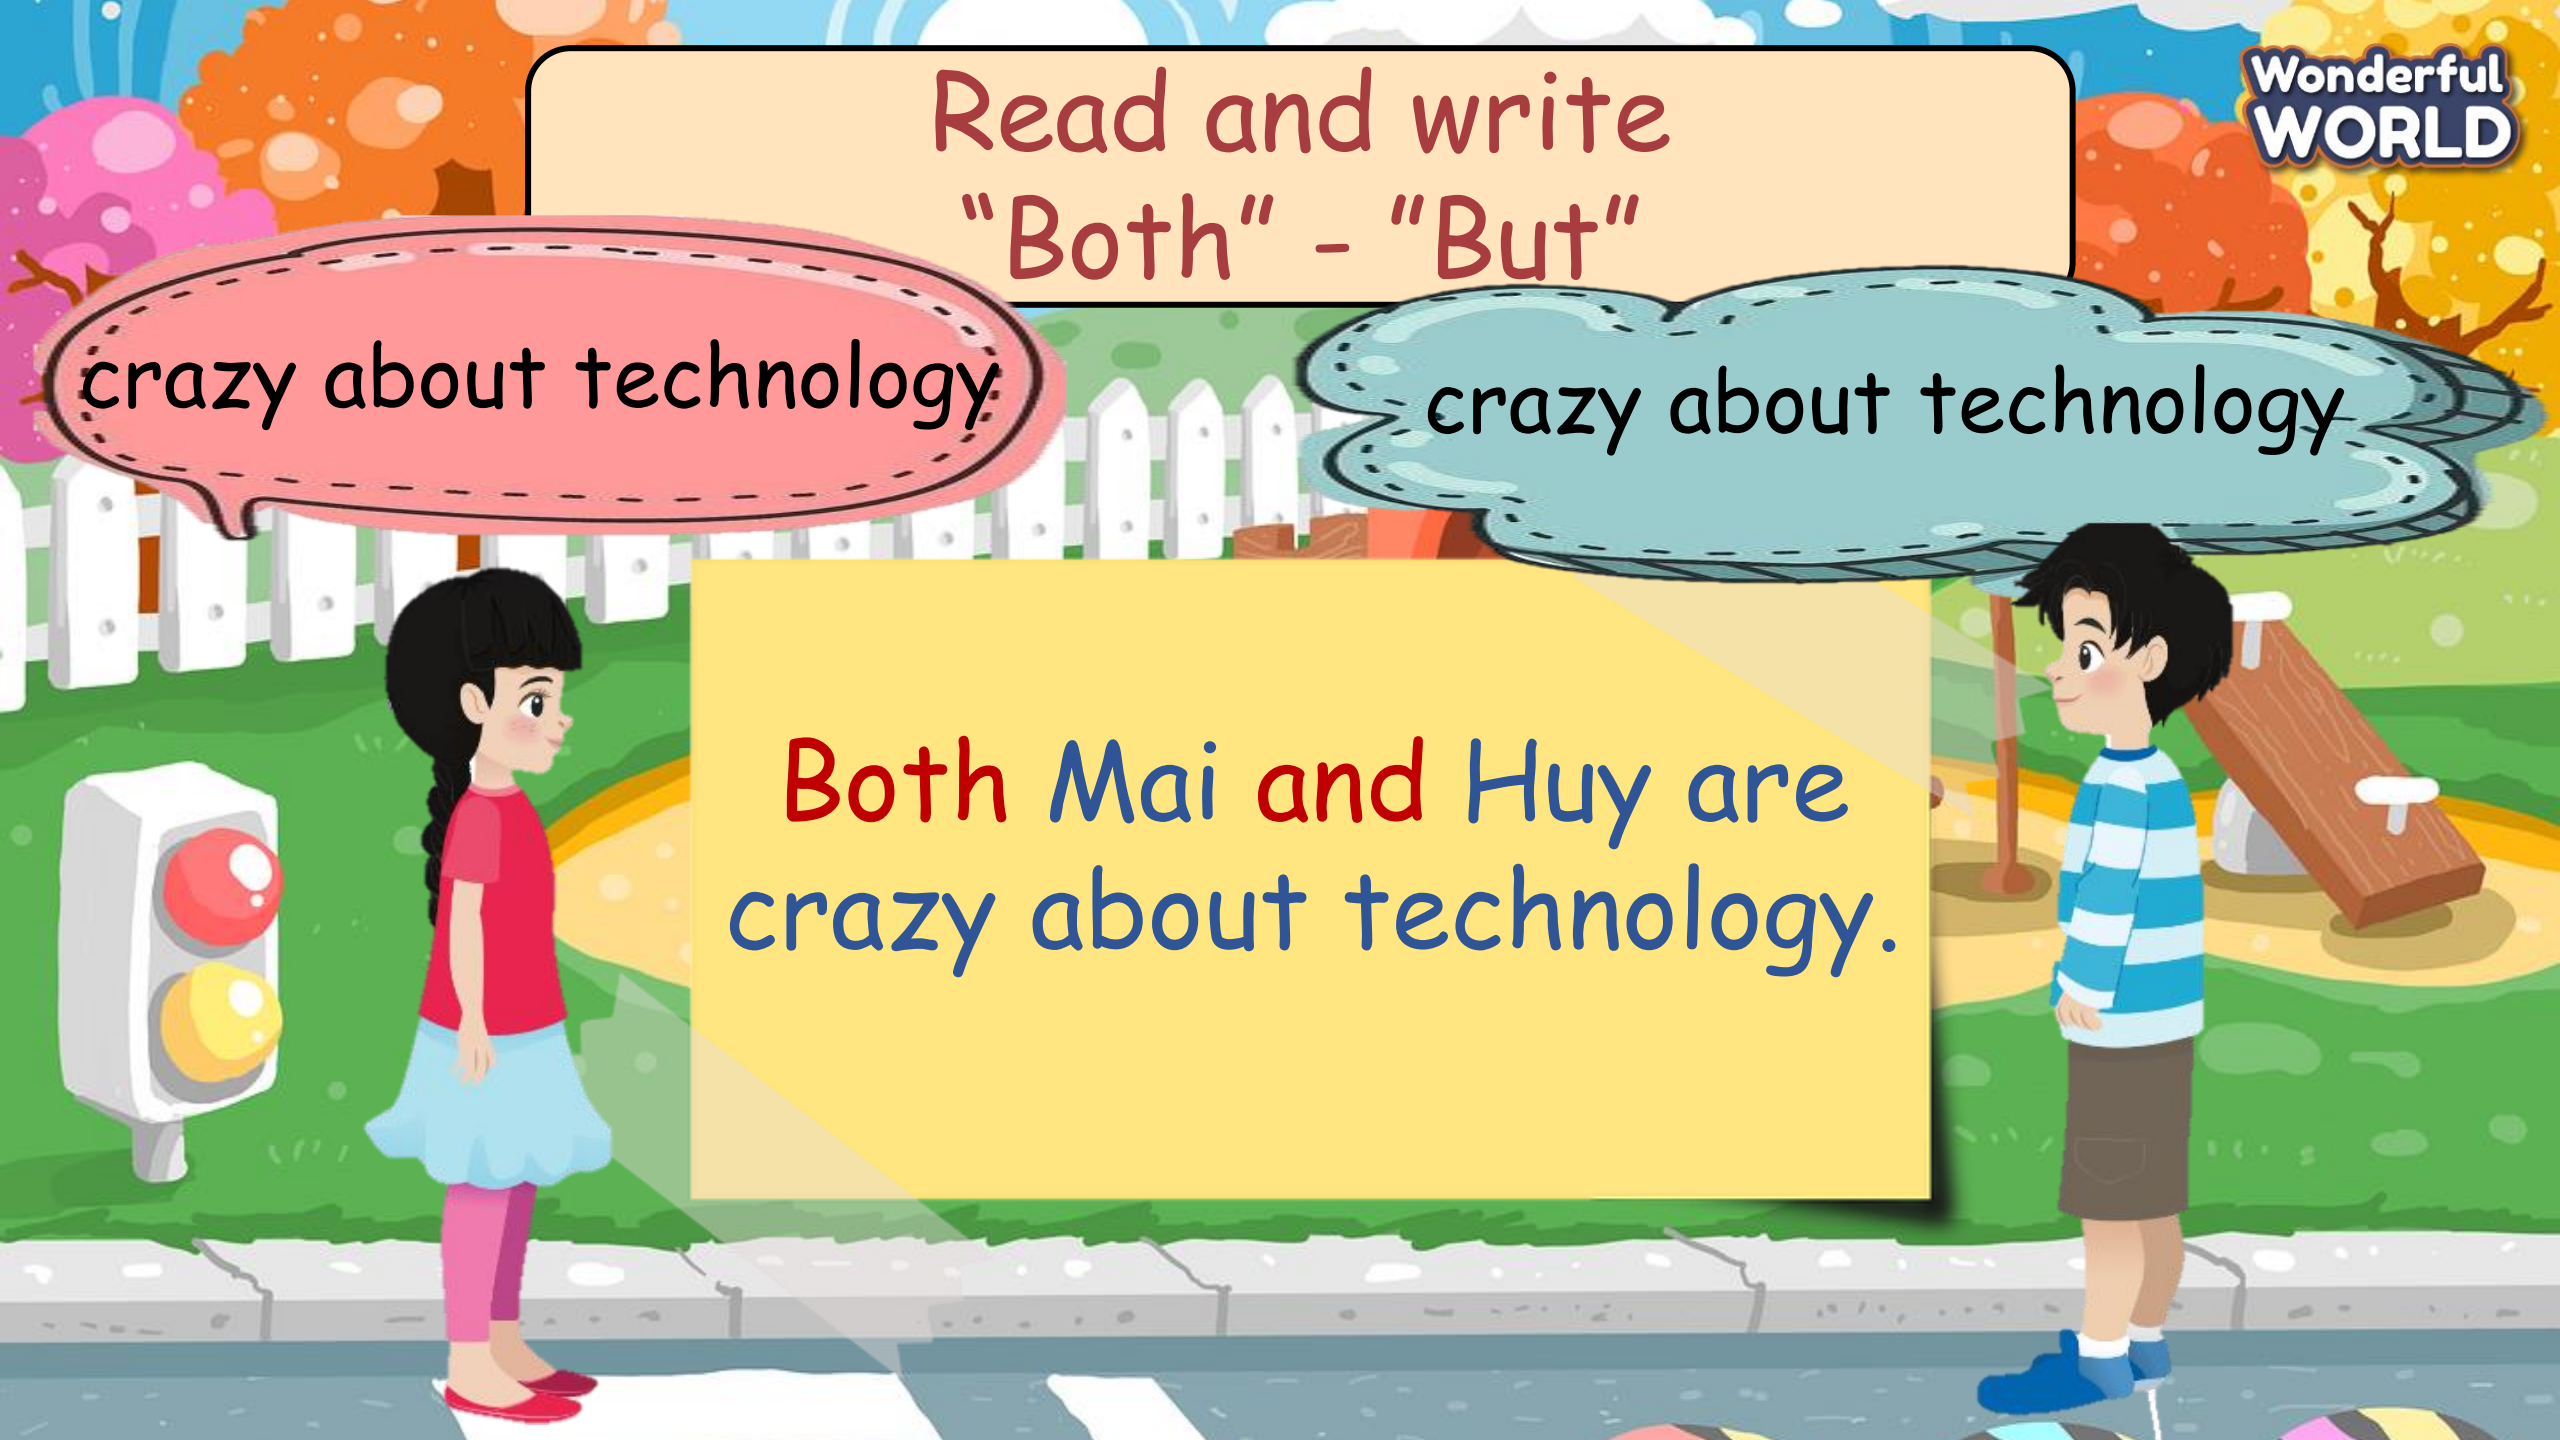 Read and write
“Both” - “But”
Wonderful
WORLD
crazy about technology
crazy about technology
Both Mai and Huy are
crazy about technology.